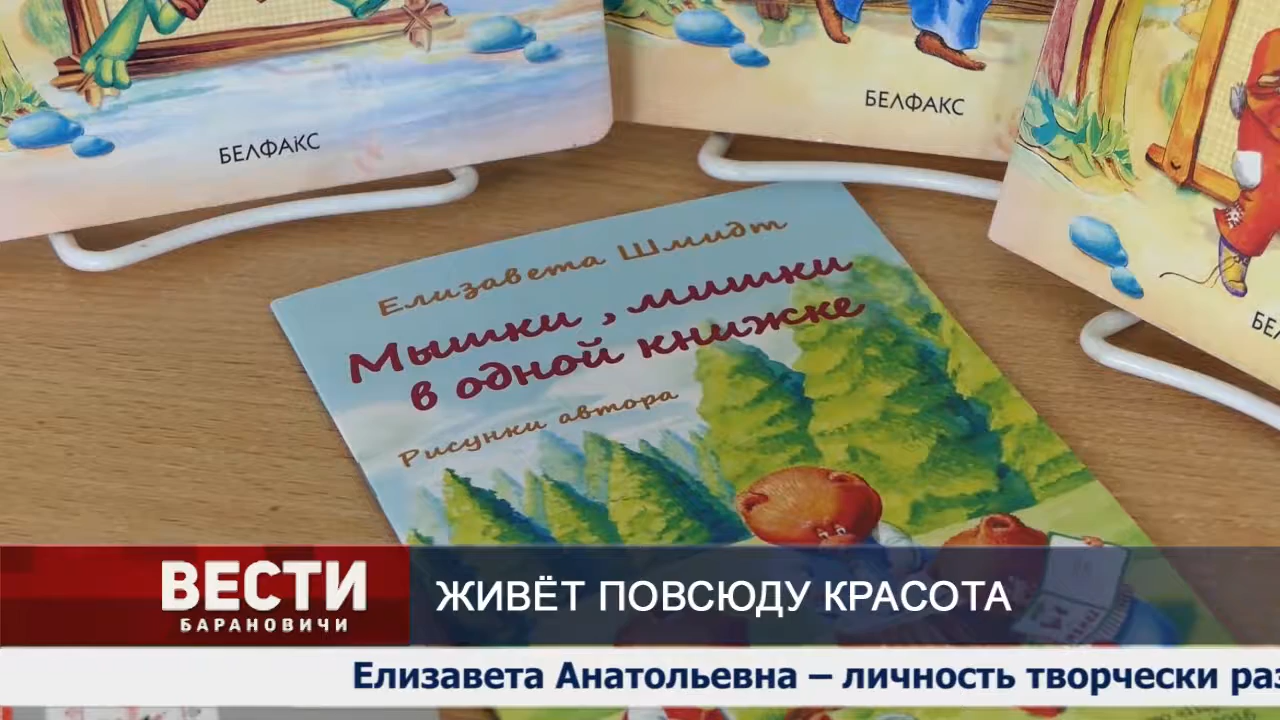 БЕЛФАКС
БЕЛФАКС
Елизавета Шмидт
Мышки, мишки
в одной книжке
Рисунки автора
ВЕСТИ
БАРАНОВИЧИ
ЖИВЁТ ПОВСЮДУ КРАСОТА
Елизавета Анатольевна – личность творчески раз